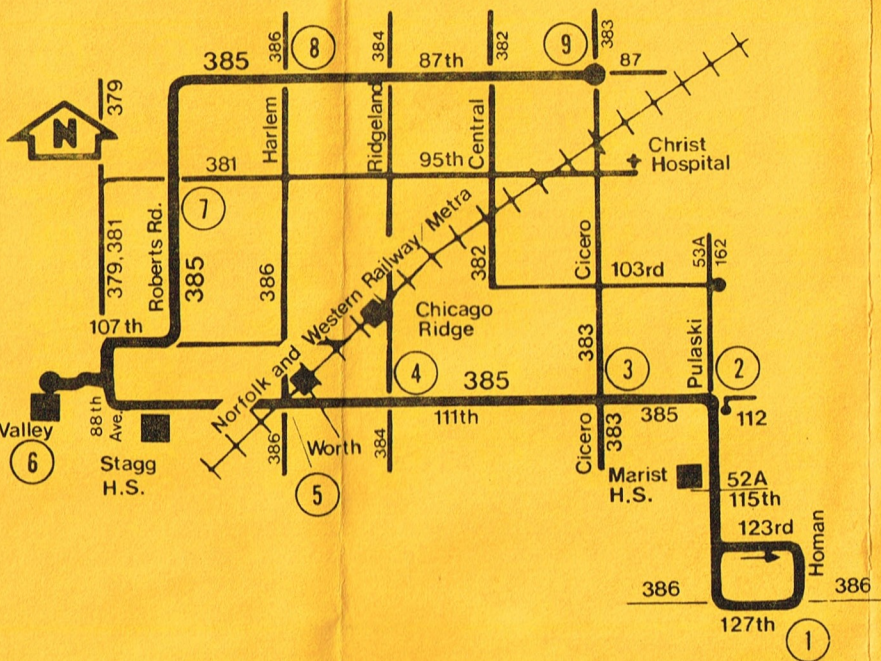 386
8
384
382
9
383
385
87th
87
379
N
Harlem
Ridgeland
Central
Christ
Hospital
381
95th
7
379, 381
Roberts Rd.
385
386
Norfolk and Western Railway/Metra
382
Cicero
103rd
53A
162
107th
Chicago
Ridge
383
Pulaski
4
385
3
2
111th
385
112
Valley
6
88th
Ave.
Stagg
H.S.
386
Worth
5
384
Cicero
383
Marist
H.S.
52A
115th
123rd
Homan
386
386
127th
1